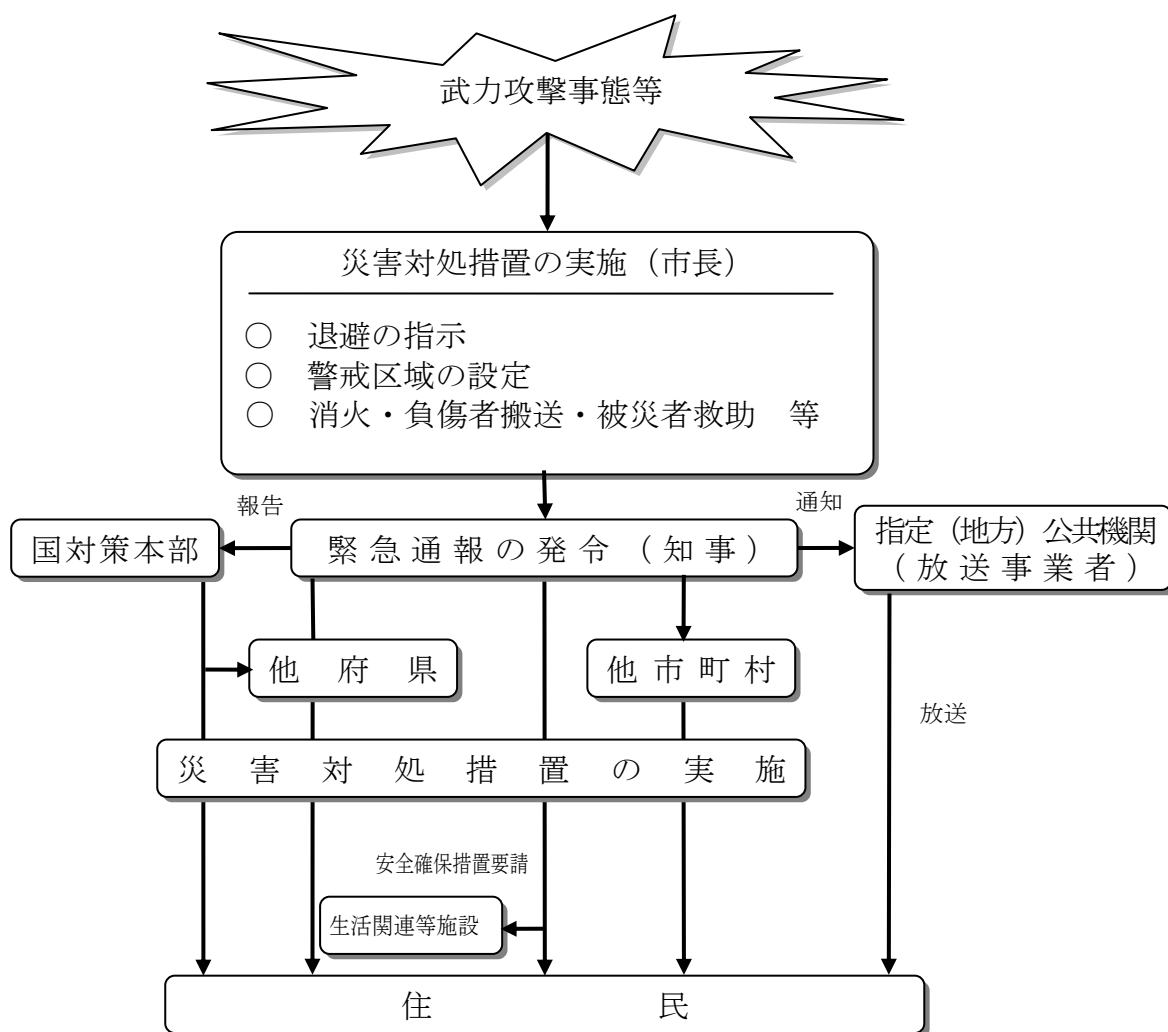 武力攻撃事態等
災害対処措置の実施（市長）
○　退避の指示
○　警戒区域の設定
○　消火・負傷者搬送・被災者救助　等
報告
通知
国対策本部
緊急通報の発令（知事）
指定（地方）公共機関
（放送事業者）
他　府　県
他市町村
放送
災　害　対　処　措　置　の　実　施
安全確保措置要請
生活関連等施設
住　　　　民